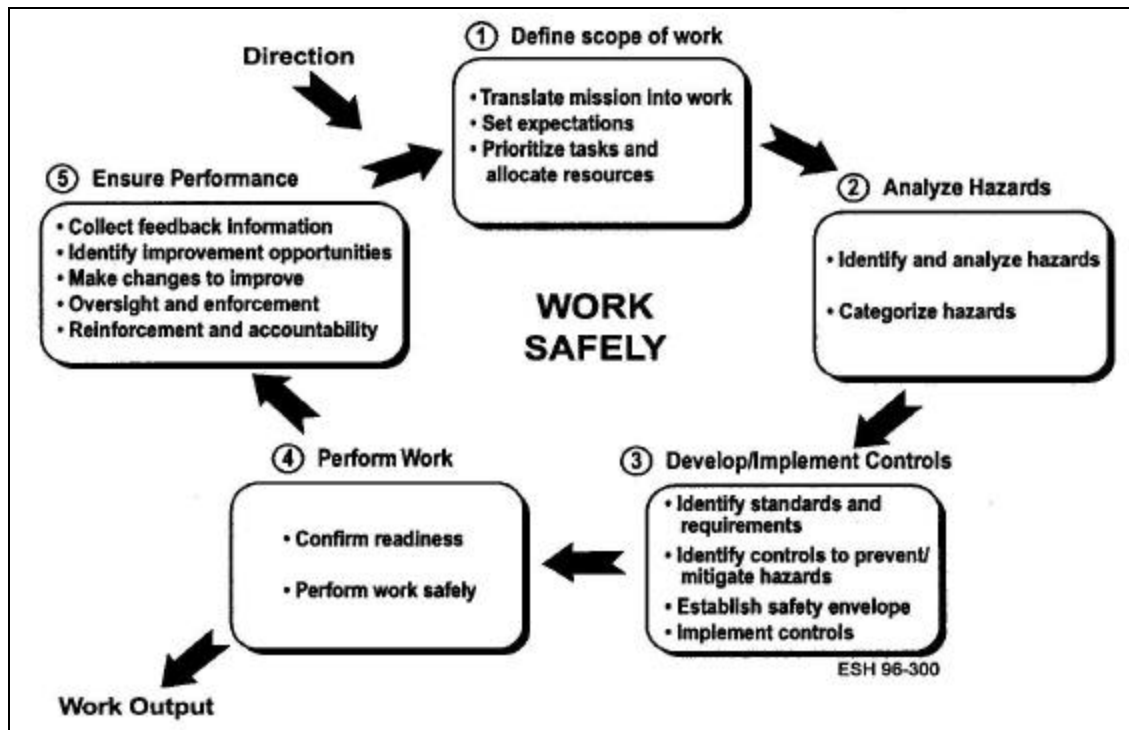 Direction
① Define scope of work
• Translate mission into work
• Set expectations
• Prioritize tasks and
allocate resources
② Analyze Hazards
• Identify and analyze hazards
• Categorize hazards
③ Develop/Implement Controls
• Identify standards and
requirements
• Identify controls to prevent/
mitigate hazards
• Establish safety envelope
• Implement controls
ESH 96-300
④ Perform Work
• Confirm readiness
• Perform work safely
Work Output
⑤ Ensure Performance
• Collect feedback information
• Identify improvement opportunities
• Make changes to improve
• Oversight and enforcement
• Reinforcement and accountability
WORK
SAFELY